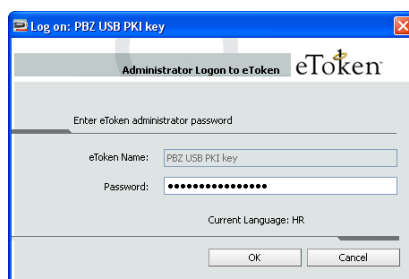 Log on: PBZ USB PKI key
Administrator Logon to eToken
eToken
Enter eToken administrator password
eToken Name: PBZ USB PKI key
Password: ••••••••••••••••
Current Language: HR
OK Cancel